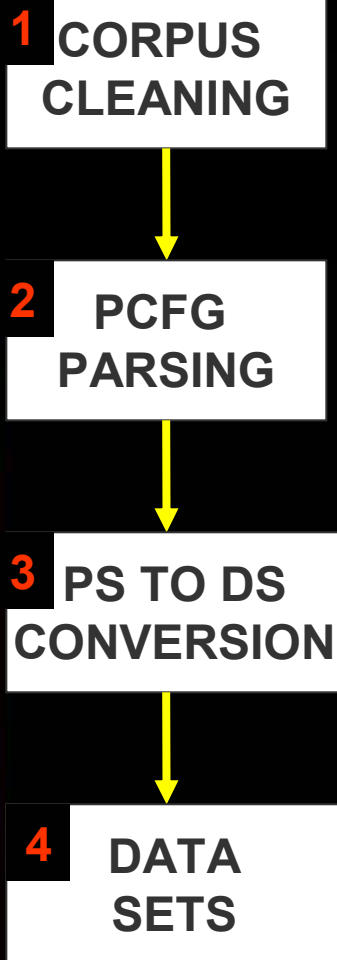 1 CORPUS
CLEANING
2 PCFG
PARSING
3 PS TO DS
CONVERSION
4 DATA
SETS